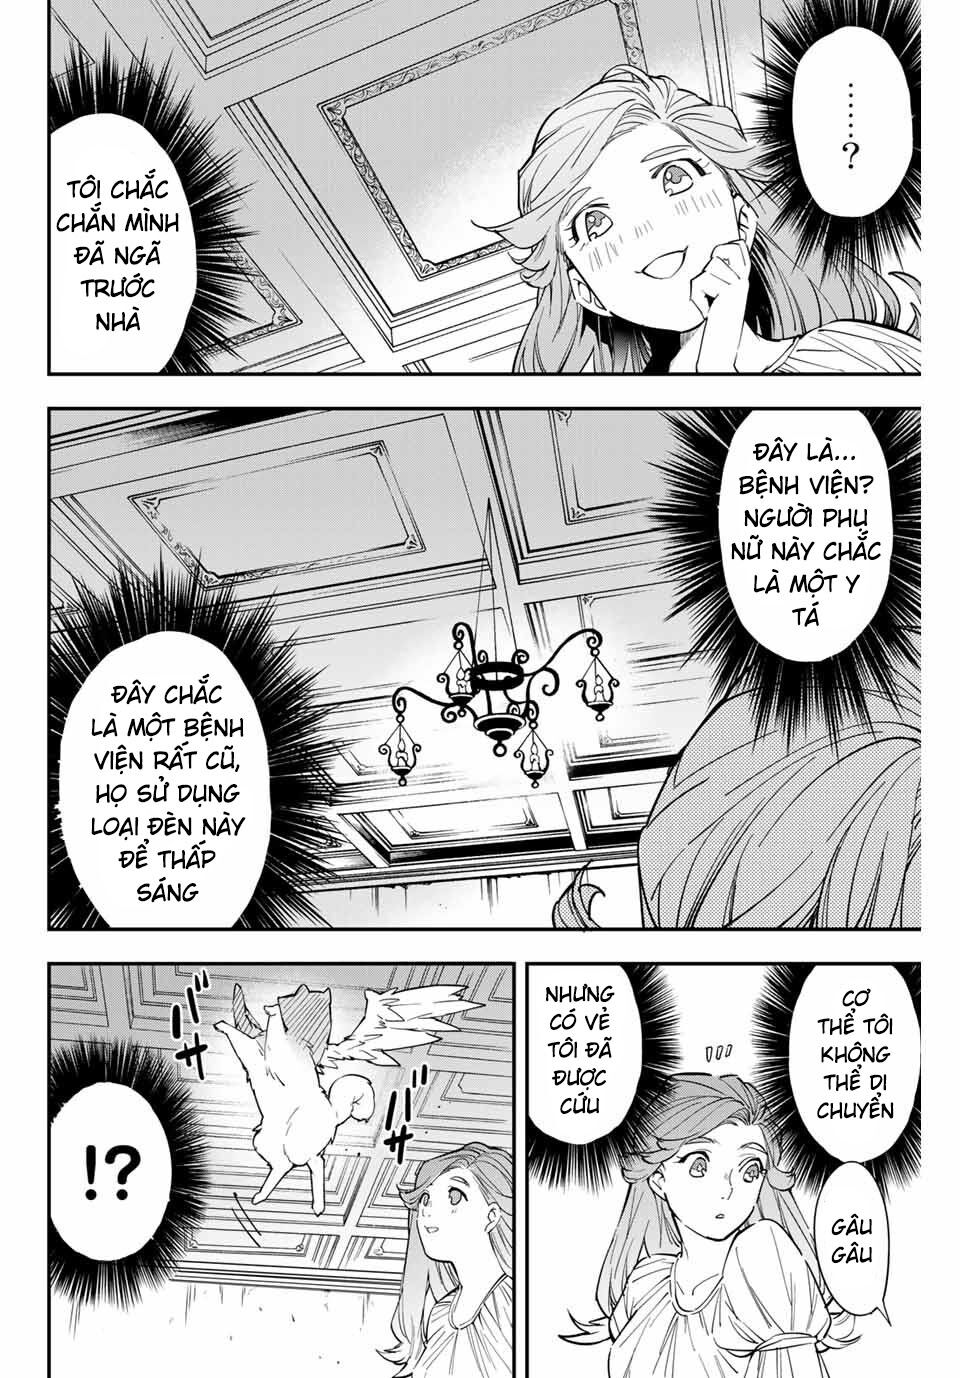 ……?
TÔI CHẮC
CHẮN MÌNH
ĐÃ NGÃ
TRƯỚC
NHÀ
ĐÂY LÀ...
BỆNH VIỆN?
NGƯỜI PHỤ
NỮ NÀY CHẮC
LÀ MỘT Y
TÁ
ĐÂY CHẮC
LÀ MỘT BỆNH
VIỆN RẤT CŨ,
HỌ SỬ DỤNG
LOẠI ĐÈN NÀY
ĐỂ THẤP
SÁNG
CƠ
THỂ TÔI
KHÔNG
THỂ DI
CHUYỂN
GÂU
GÂU
NHƯNG
CÓ VẺ
TÔI ĐÃ
ĐƯỢC
CỨU
!?